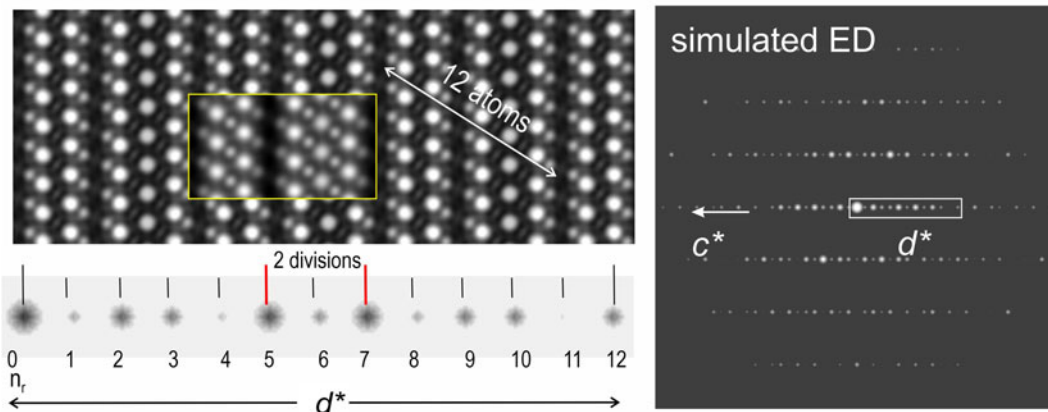 12 atoms
2 divisions
0 1 2 3 4 5 6 7 8 9 10 11 12
n_r
d*
simulated ED
c* d*